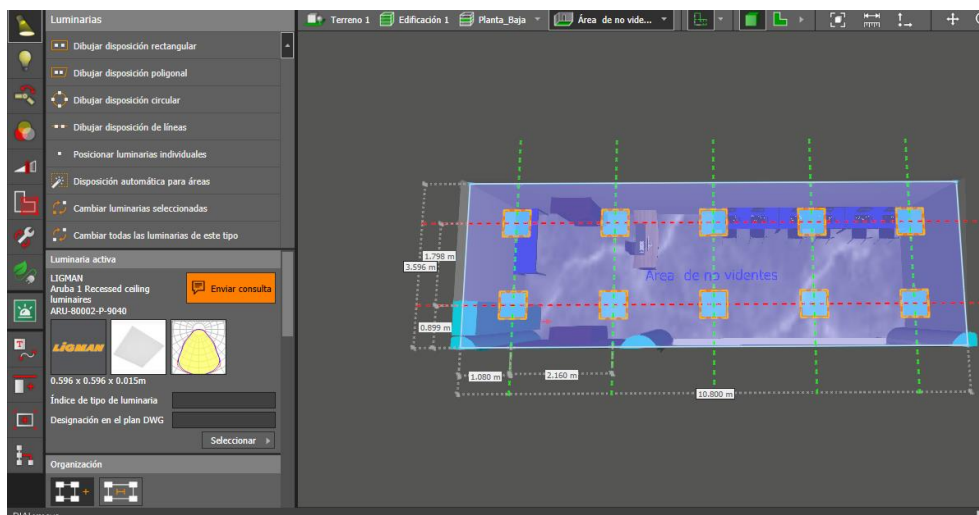 Luminarias
Terreno 1
Edificación 1
Planta_Baja
Área de no vide...
Dibujar disposición rectangular
Dibujar disposición poligonal
Dibujar disposición circular
Dibujar disposición de líneas
Posicionar luminarias individuales
Disposición automática para áreas
Cambiar luminarias seleccionadas
Cambiar todas las luminarias de este tipo
Luminaria activa
LIGMAN
Aruba 1 Recessed ceiling
luminaires
ARU-80002-P-9040
Enviar consulta
LIGMAN
0.596 x 0.596 x 0.015m
Índice de tipo de luminaria
Designación en el plan DWG
Seleccionar
Organización
1.798 m
3.596 m
0.899 m
Área de no videntes
1.080 m
2.160 m
10.800 m